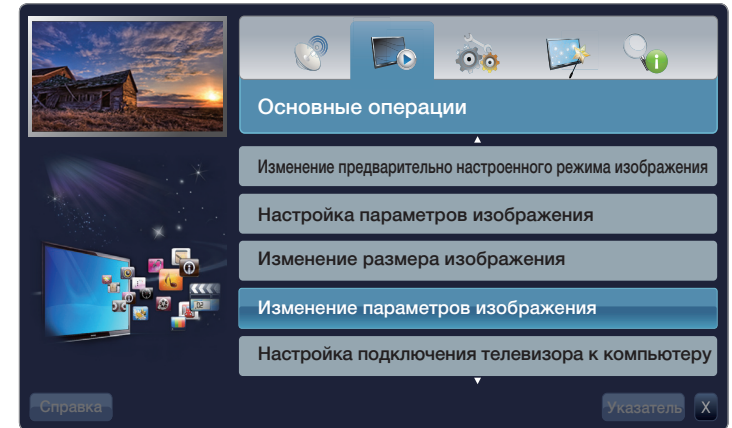 Основные операции
Изменение предварительно настроенного режима изображения
Настройка параметров изображения
Изменение размера изображения
Изменение параметров изображения
Настройка подключения телевизора к компьютеру
Справка
Указатель X